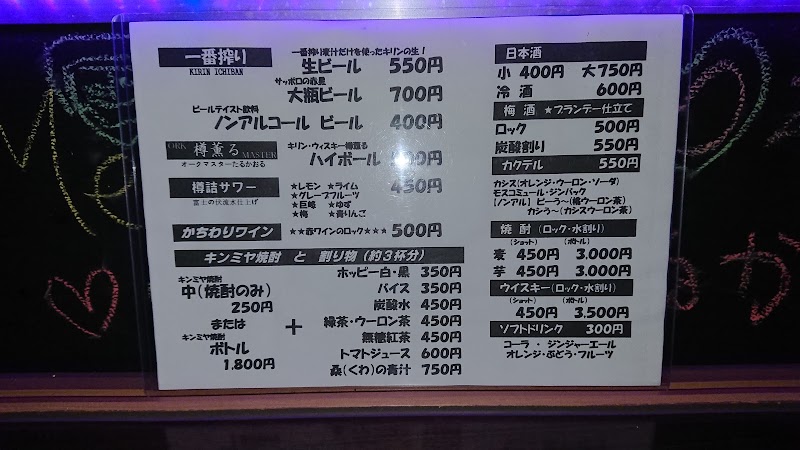 一番搾り
KIRIN ICHIBAN
一番搾り麦汁だけを使ったキリンの生!
生ビール 550円
サッポロの赤星
大瓶ビール 700円
ビールテイスト飲料
ノンアルコール ビール 400円
樽薫る
MASTER
オークマスターたるかおる
キリン・ウィスキー樽薫る
ハイボール
樽詰サワー
富士の伏流水仕上げ
450円
★レモン ★ライム
★グレープフルーツ
★巨峰 ★ゆず
★梅 ★青りんご
かちわりワイン
★★赤ワインのロック★★★ 500円
キンミヤ焼酎 と 割り物(約3杯分)
キンミヤ焼酎
中(焼酎のみ)
250円
または
キンミヤ焼酎
ボトル
1,800円
+
ホッピー白・黒 350円
バイス 350円
炭酸水 450円
緑茶・ウーロン茶 450円
無糖紅茶 450円
トマトジュース 600円
桑(くわ)の青汁 750円
日本酒
小 400円 大750円
冷 酒 600円
梅 酒 ★ブランデー仕立て
ロック 500円
炭酸割り 550円
カクテル 550円
カシス(オレンジ・ウーロン・ソーダ)
モスコミュール・ジンバック
【ノンアル】 ピーう~(桃ウーロン茶)
カシう~(カシスウーロン茶)
焼 酎 (ロック・水割り)
(ショット) (ボトル)
麦 450円 3,000円
芋 450円 3,000円
ウイスキー(ロック・水割り)
(ショット) (ボトル)
450円 3,500円
ソフトドリンク 300円
コーラ ・ ジンジャーエール
オレンジ・ぶどう・フルーツ